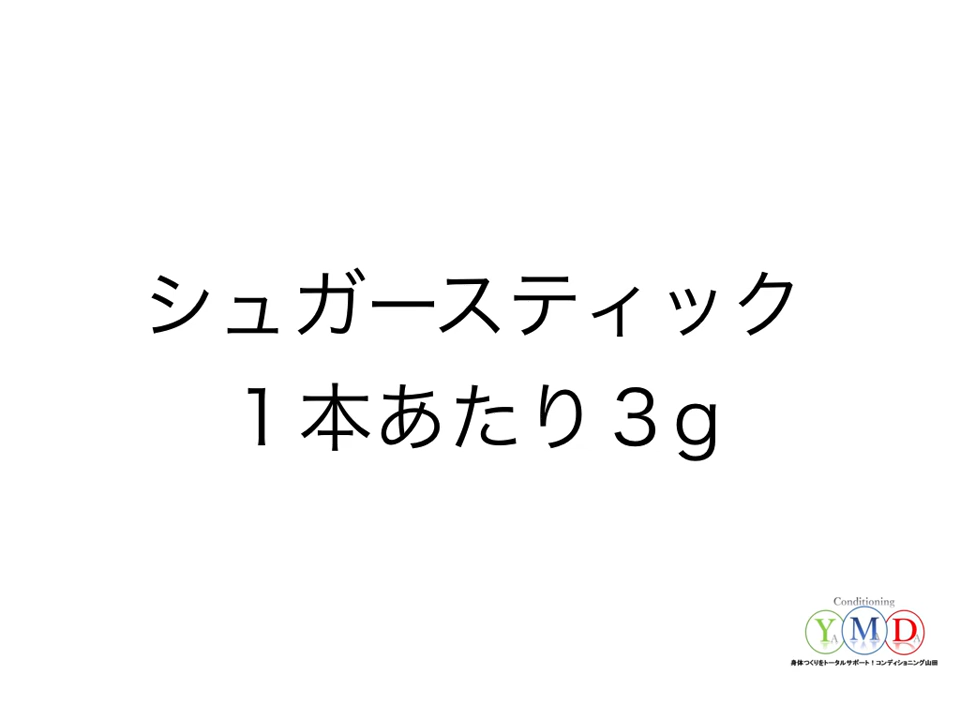 シュガースティック
１本あたり３g
Conditioning
YMD
身体つくりをトータルサポート！コンディショニング山田